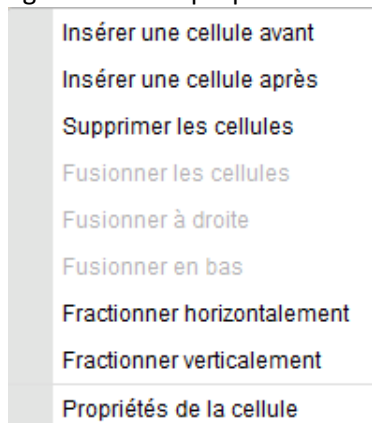 Insérer une cellule avant
Insérer une cellule après
Supprimer les cellules
Fusionner les cellules
Fusionner à droite
Fusionner en bas
Fractionner horizontalement
Fractionner verticalement
Propriétés de la cellule